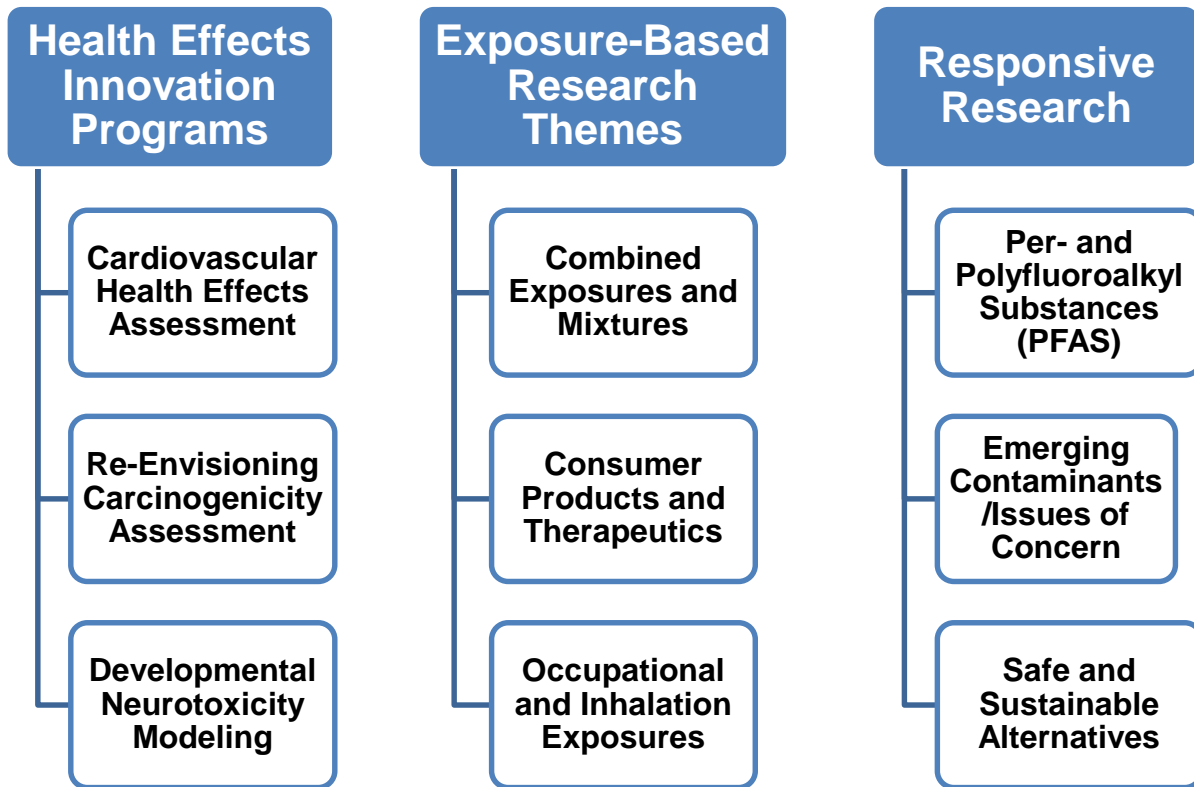 Health Effects
Innovation
Programs
Cardiovascular
Health Effects
Assessment
Re-Envisioning
Carcinogenicity
Assessment
Developmental
Neurotoxicity
Modeling
Exposure-Based
Research
Themes
Combined
Exposures and
Mixtures
Consumer
Products and
Therapeutics
Occupational
and Inhalation
Exposures
Responsive
Research
Per- and
Polyfluoroalkyl
Substances
(PFAS)
Emerging
Contaminants
/Issues of
Concern
Safe and
Sustainable
Alternatives